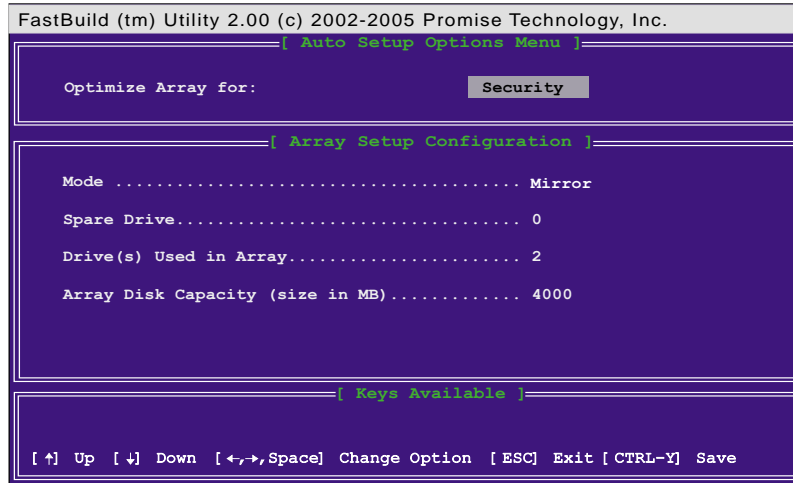 FastBuild (tm) Utility 2.00 (c) 2002-2005 Promise Technology, Inc.
[ Auto Setup Options Menu ]
Optimize Array for: Security
[ Array Setup Configuration ]
Mode ....................................... Mirror
Spare Drive................................. 0
Drive(s) Used in Array...................... 2
Array Disk Capacity (size in MB)............. 4000
[ Keys Available ]
[↑] Up [↓] Down [←,→,Space] Change Option [ESC] Exit [CTRL-Y] Save